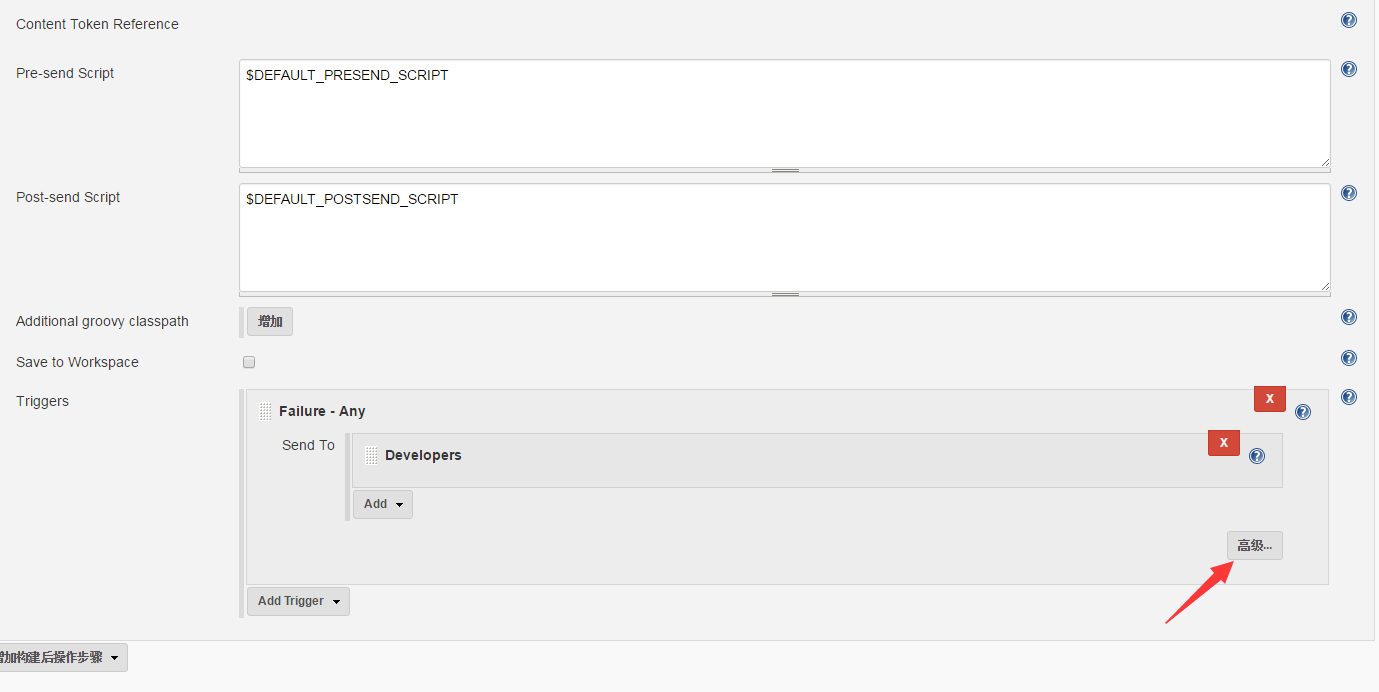 Content Token Reference
Pre-send Script
$DEFAULT_PRESEND_SCRIPT
Post-send Script
$DEFAULT_POSTSEND_SCRIPT
Additional groovy classpath
增加
Save to Workspace
Triggers
Failure - Any
X
Send To
Developers
X
Add
高级...
Add Trigger
增加构建后操作步骤